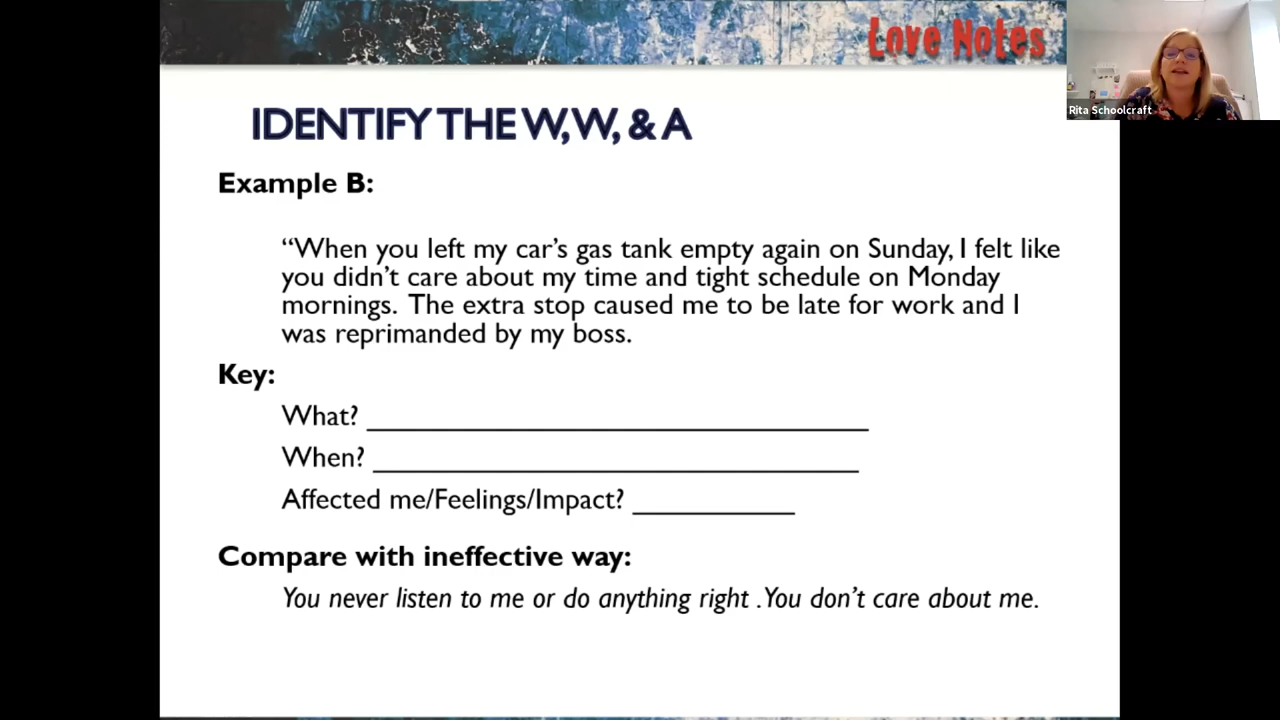 Love Notes
Rita Schoolcraft
IDENTIFY THE W, W, & A
Example B:
“When you left my car’s gas tank empty again on Sunday, I felt like
you didn’t care about my time and tight schedule on Monday
mornings. The extra stop caused me to be late for work and I
was reprimanded by my boss.
Key:
What? ____________________________________
When? ___________________________________
Affected me/Feelings/Impact? ____________
Compare with ineffective way:
You never listen to me or do anything right . You don’t care about me.